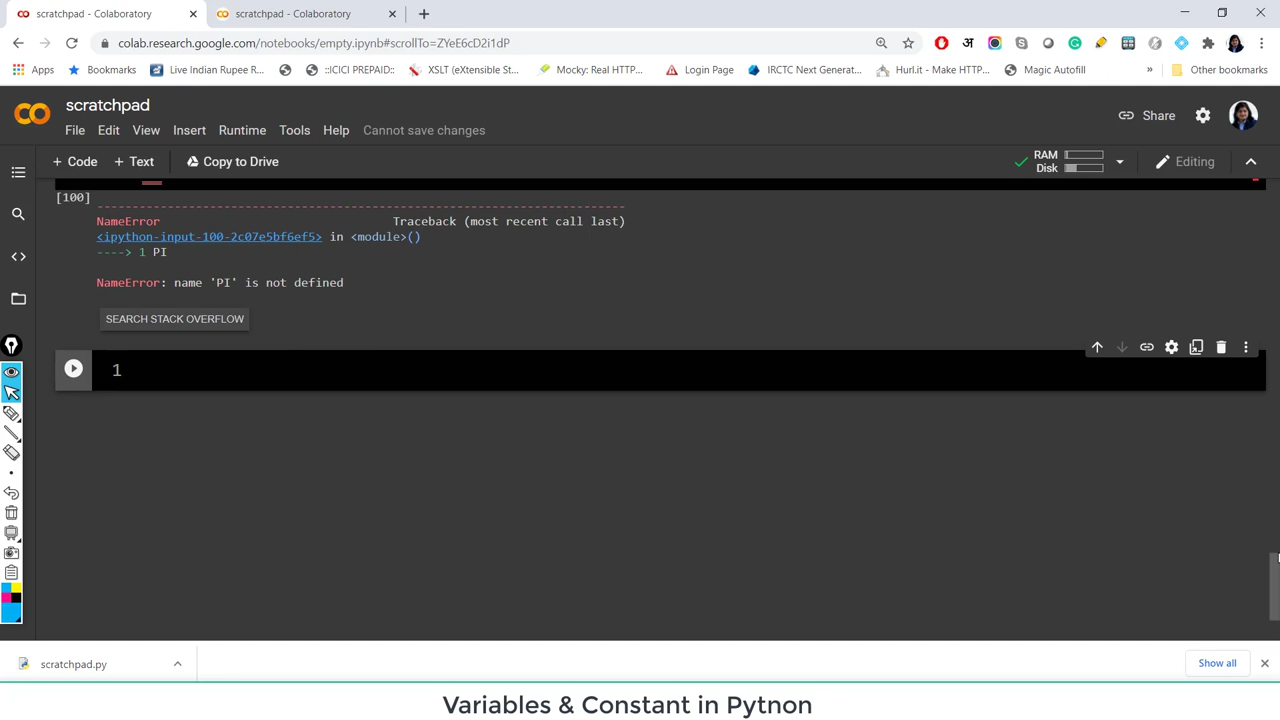 scratchpad - Colaboratory
scratchpad - Colaboratory
colab.research.google.com/notebooks/empty.ipynb#scrollTo=ZYeE6cD2i1dP
Apps Bookmarks Live Indian Rupee R... ::ICICI PREPAID:: XSLT (eXtensible St... Mocky: Real HTTP... Login Page IRCTC Next Generat... Hurl.it - Make HTTP... Magic Autofill » Other bookmarks
scratchpad
Share
File Edit View Insert Runtime Tools Help Cannot save changes
+ Code + Text Copy to Drive
RAM
Disk
Editing
[100]
NameError Traceback (most recent call last)
<ipython-input-100-2c07e5bf6ef5> in <module>()
----> 1 PI
NameError: name 'PI' is not defined
SEARCH STACK OVERFLOW
1
scratchpad.py
Show all
Variables & Constant in Pytnon